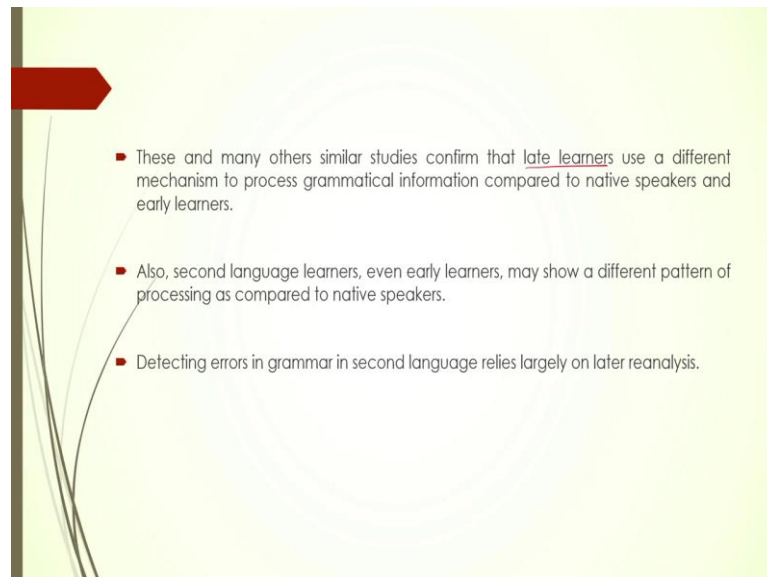 These and many others similar studies confirm that late learners use a different
mechanism to process grammatical information compared to native speakers and
early learners.
Also, second language learners, even early learners, may show a different pattern of
processing as compared to native speakers.
Detecting errors in grammar in second language relies largely on later reanalysis.